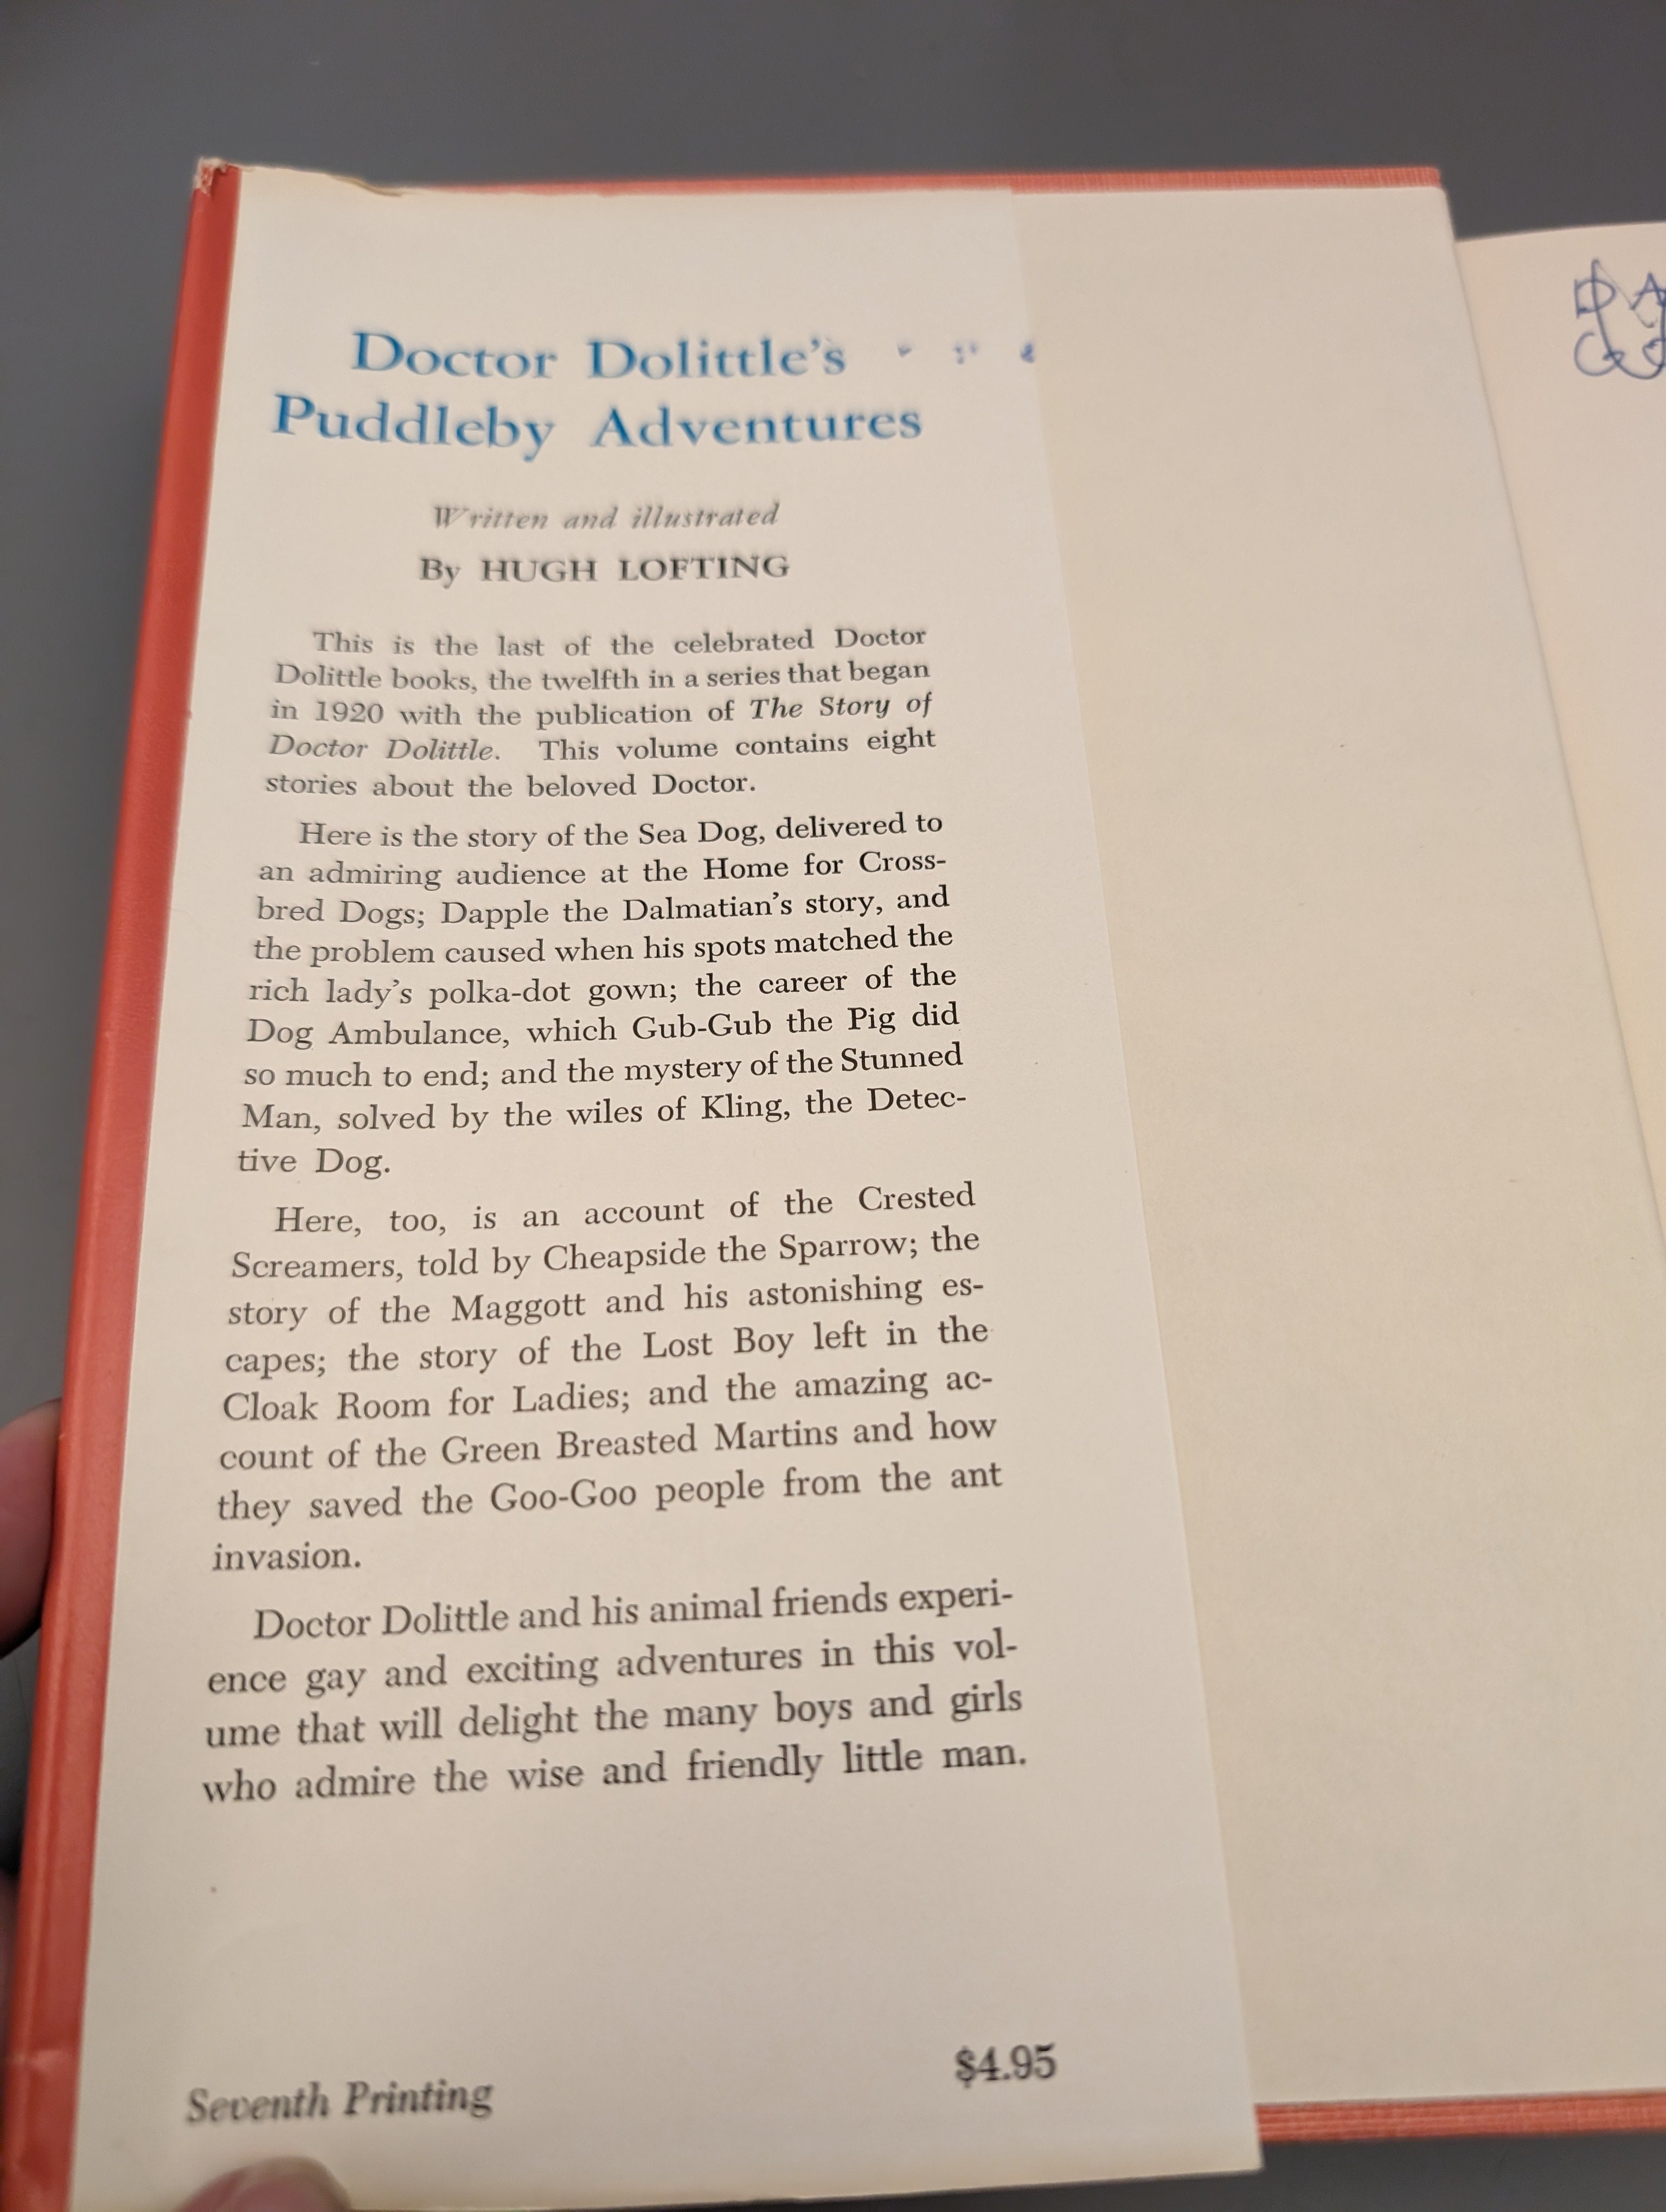 Doctor Dolittle's
Puddleby Adventures
Written and illustrated
By HUGH LOFTING
This is the last of the celebrated Doctor
Dolittle books, the twelfth in a series that began
in 1920 with the publication of The Story of
Doctor Dolittle. This volume contains eight
stories about the beloved Doctor.
Here is the story of the Sea Dog, delivered to
an admiring audience at the Home for Cross-
bred Dogs; Dapple the Dalmatian's story, and
the problem caused when his spots matched the
rich lady's polka-dot gown; the career of the
Dog Ambulance, which Gub-Gub the Pig did
so much to end; and the mystery of the Stunned
Man, solved by the wiles of Kling, the Detec-
tive Dog.
Here, too, is an account of the Crested
Screamers, told by Cheapside the Sparrow; the
story of the Maggott and his astonishing es-
capes; the story of the Lost Boy left in the
Cloak Room for Ladies; and the amazing ac-
count of the Green Breasted Martins and how
they saved the Goo-Goo people from the ant
invasion.
Doctor Dolittle and his animal friends experi-
ence gay and exciting adventures in this vol-
ume that will delight the many boys and girls
who admire the wise and friendly little man.
Seventh Printing
$4.95